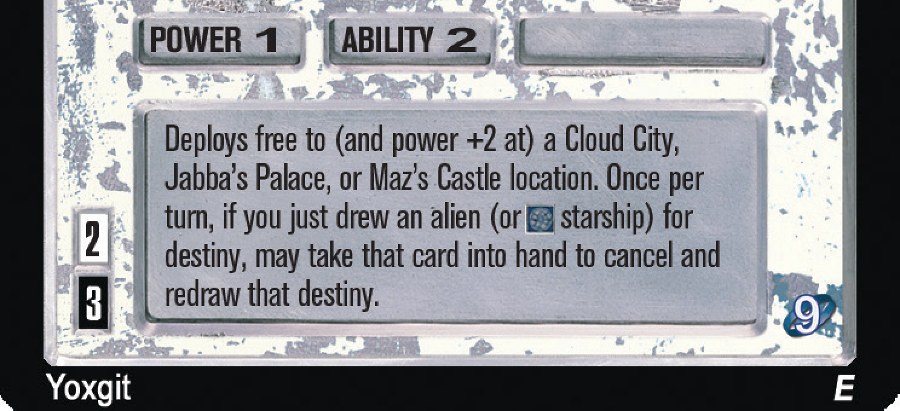 POWER 1 ABILITY 2
Deploys free to (and power +2 at) a Cloud City,
Jabba's Palace, or Maz's Castle location. Once per
turn, if you just drew an alien (or starship) for
destiny, may take that card into hand to cancel and
redraw that destiny.
2
3
9
Yoxgit E